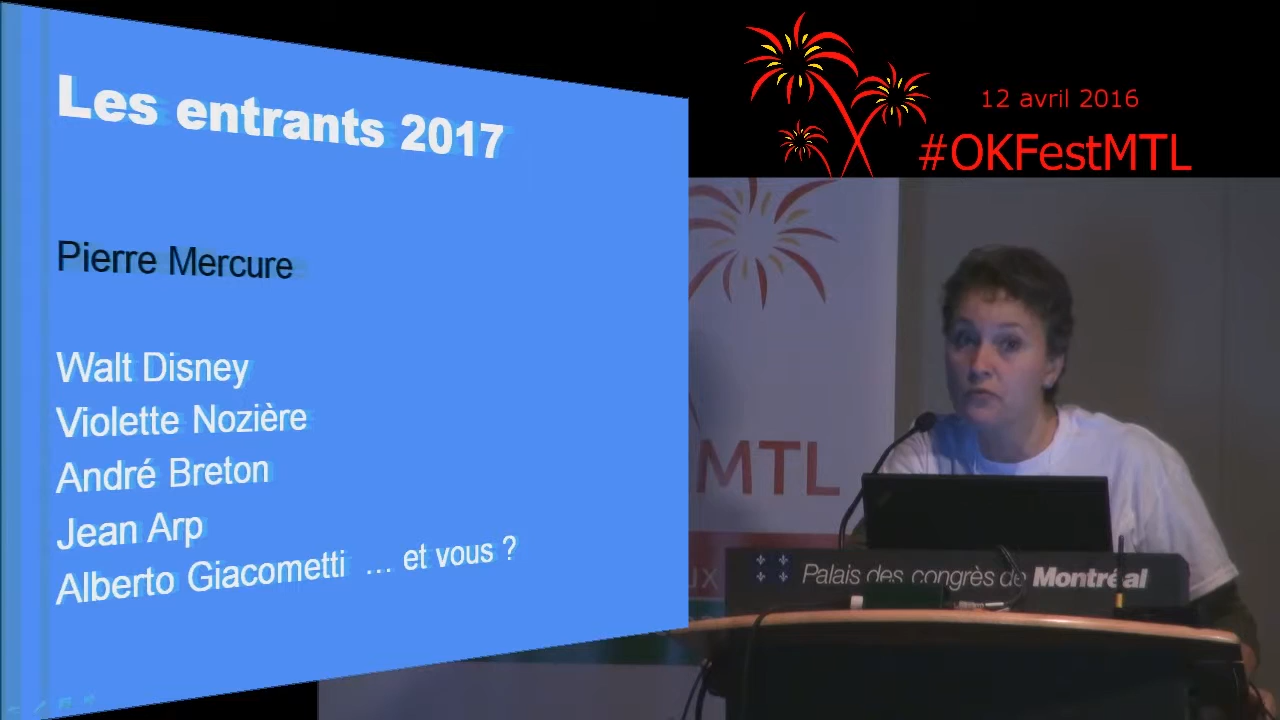 Les entrants 2017
Pierre Mercure
Walt Disney
Violette Nozière
André Breton
Jean Arp
Alberto Giacometti ... et vous ?
12 avril 2016
#OKFestMTL
MTL
ux
Palais des congrès de Montréal